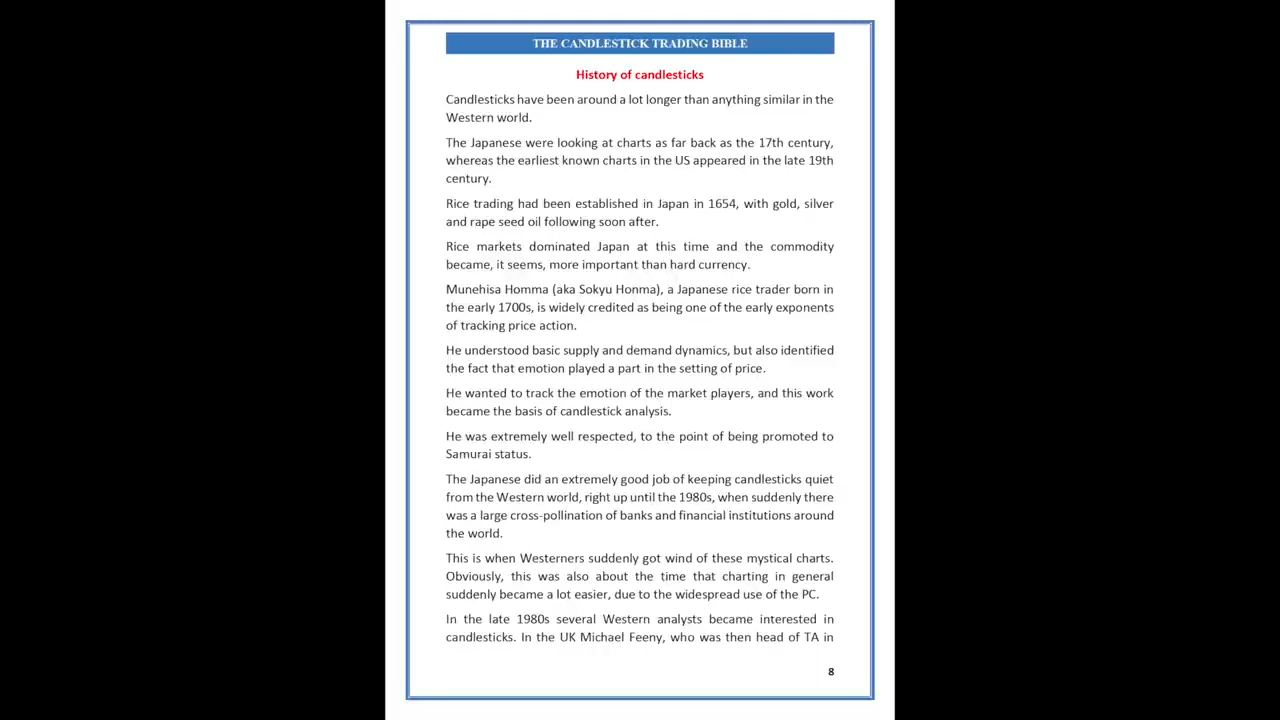 THE CANDLESTICK TRADING BIBLE
History of candlesticks
Candlesticks have been around a lot longer than anything similar in the
Western world.
The Japanese were looking at charts as far back as the 17th century,
whereas the earliest known charts in the US appeared in the late 19th
century.
Rice trading had been established in Japan in 1654, with gold, silver
and rape seed oil following soon after.
Rice markets dominated Japan at this time and the commodity
became, it seems, more important than hard currency.
Munehisa Homma (aka Sokyu Honma), a Japanese rice trader born in
the early 1700s, is widely credited as being one of the early exponents
of tracking price action.
He understood basic supply and demand dynamics, but also identified
the fact that emotion played a part in the setting of price.
He wanted to track the emotion of the market players, and this work
became the basis of candlestick analysis.
He was extremely well respected, to the point of being promoted to
Samurai status.
The Japanese did an extremely good job of keeping candlesticks quiet
from the Western world, right up until the 1980s, when suddenly there
was a large cross-pollination of banks and financial institutions around
the world.
This is when Westerners suddenly got wind of these mystical charts.
Obviously, this was also about the time that charting in general
suddenly became a lot easier, due to the widespread use of the PC.
In the late 1980s several Western analysts became interested in
candlesticks. In the UK Michael Feeny, who was then head of TA in
8